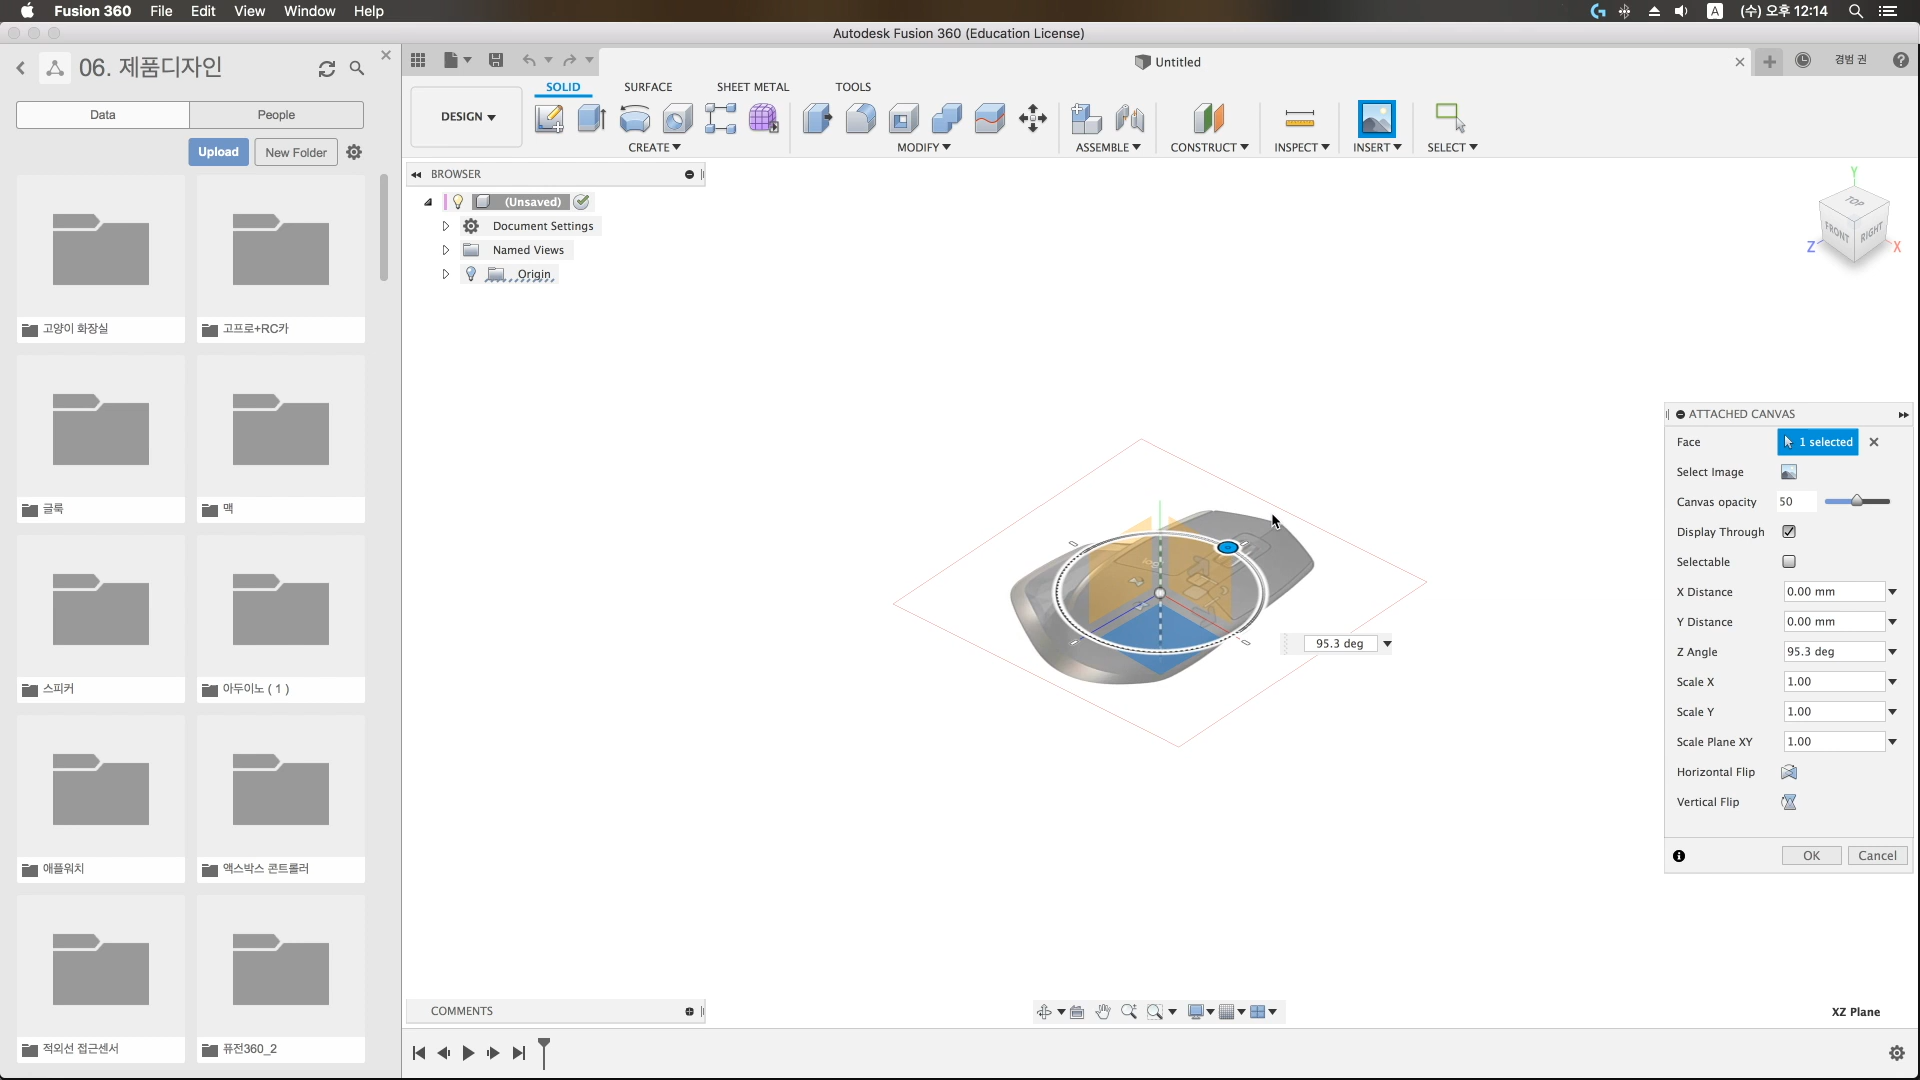 Fusion 360 File Edit View Window Help
A (수) 오후 12:14
Autodesk Fusion 360 (Education License)
06. 제품디자인
Data People
Upload New Folder
고양이 화장실 고프로+RC카
글룩 맥
스피커 아두이노 ( 1 )
애플워치 액스박스 콘트롤러
적외선 접근센서 퓨전360_2
Untitled
경범 권
DESIGN
SOLID SURFACE SHEET METAL TOOLS
CREATE MODIFY ASSEMBLE CONSTRUCT INSPECT INSERT SELECT
BROWSER
(Unsaved)
Document Settings
Named Views
Origin
Y
TOP
FRONT RIGHT
Z X
95.3 deg
ATTACHED CANVAS
Face 1 selected
Select Image
Canvas opacity 50
Display Through
Selectable
X Distance 0.00 mm
Y Distance 0.00 mm
Z Angle 95.3 deg
Scale X 1.00
Scale Y 1.00
Scale Plane XY 1.00
Horizontal Flip
Vertical Flip
OK Cancel
COMMENTS
XZ Plane